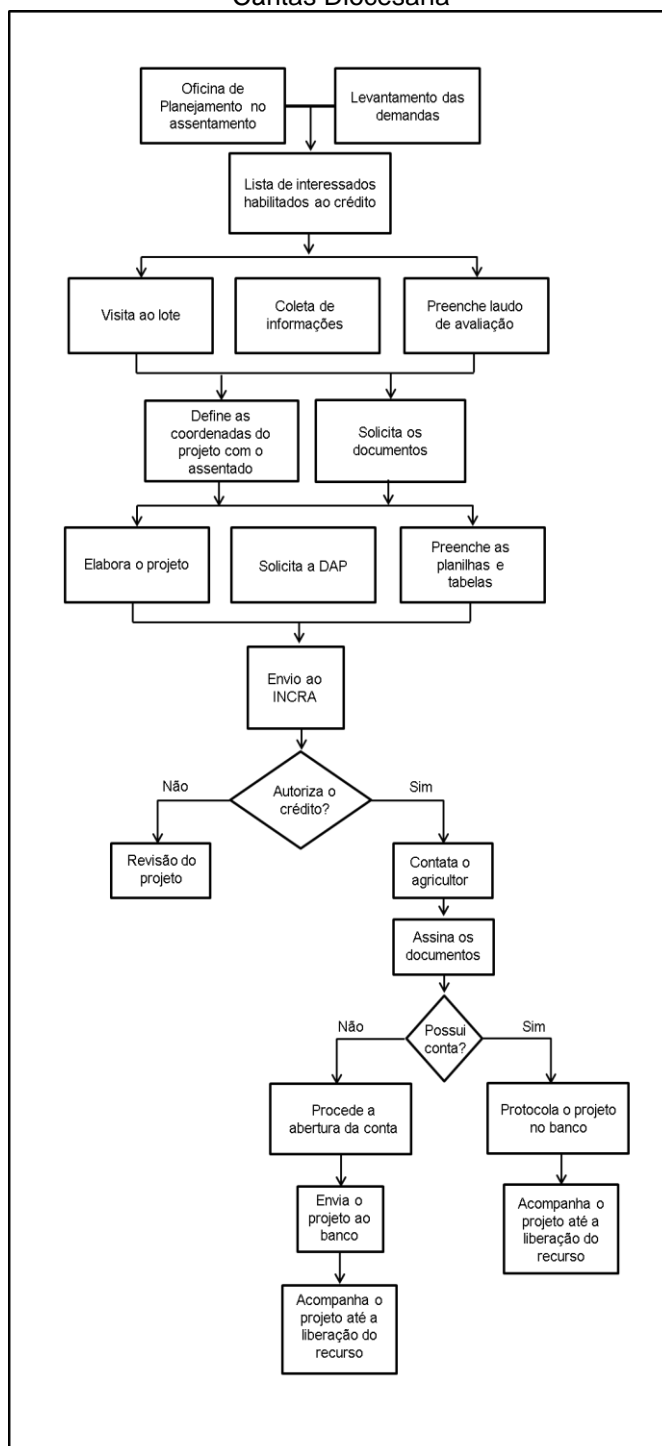 Cáritas Diocesana
Oficina de
Planejamento no
assentamento
Levantamento das
demandas
Lista de interessados
habilitados ao crédito
Visita ao lote
Coleta de
informações
Preenche laudo
de avaliação
Define as
coordenadas do
projeto com o
assentado
Solicita os
documentos
Elabora o projeto
Solicita a DAP
Preenche as
planilhas e
tabelas
Envio ao
INCRA
Autoriza o
crédito?
Não
Sim
Revisão do
projeto
Contata o
agricultor
Assina os
documentos
Possui
conta?
Não
Sim
Procede a
abertura da conta
Protocola o projeto
no banco
Envia o
projeto ao
banco
Acompanha o
projeto até a
liberação do
recurso
Acompanha o
projeto até a
liberação do
recurso